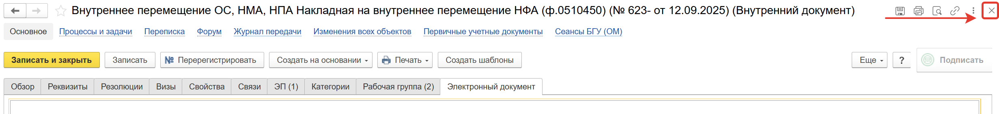 Внутреннее перемещение ОС, НМА, НПА Накладная на внутреннее перемещение НФА (ф.0510450) (№ 623- от 12.09.2025) (Внутренний документ)
Основное Процессы и задачи Переписка Форум Журнал передачи Изменения всех объектов Первичные учетные документы Сеансы БГУ (ОМ)
Записать и закрыть Записать № Перерегистрировать Создать на основании Печать Создать шаблоны Еще ? Подписать
Обзор Реквизиты Резолюции Визы Свойства Связи ЭП (1) Категории Рабочая группа (2) Электронный документ